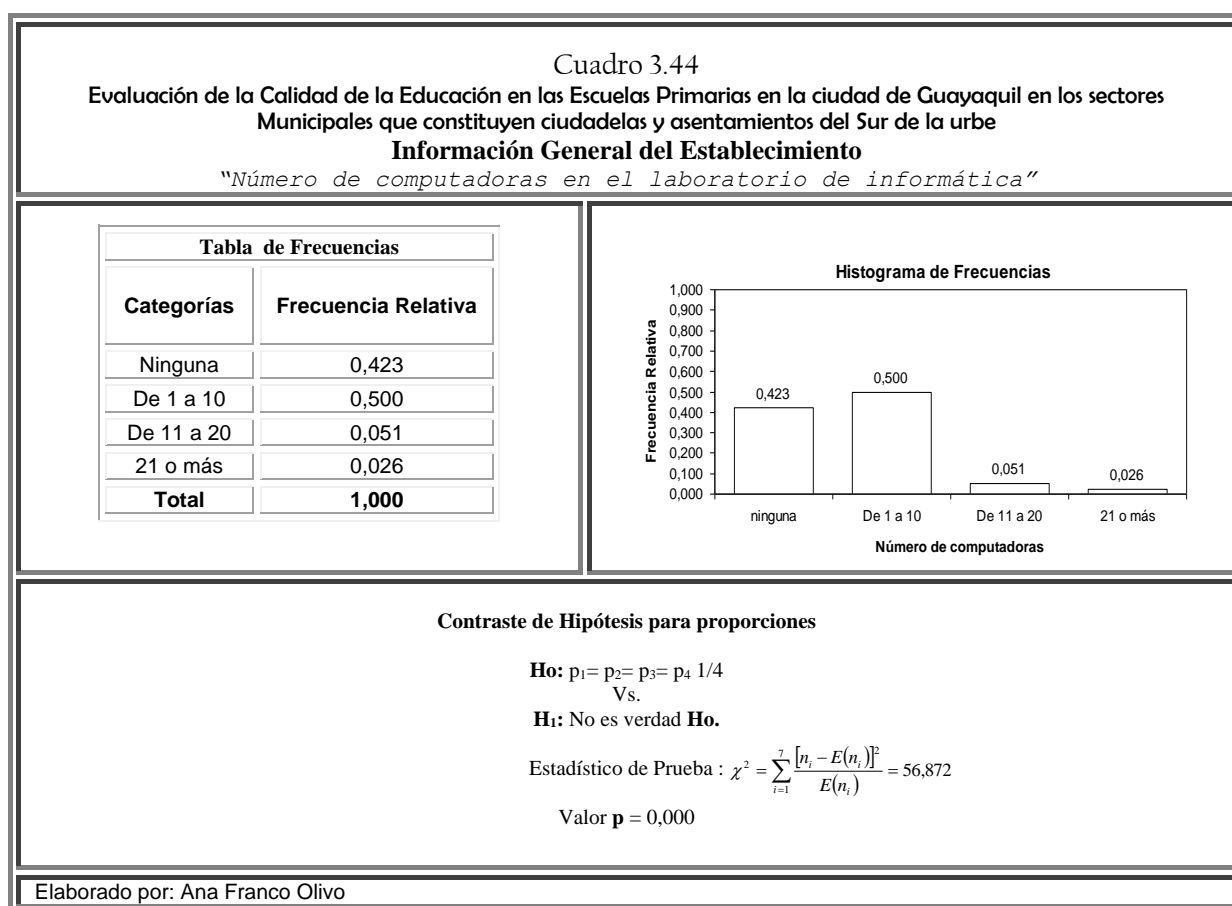 Cuadro 3.44
Evaluación de la Calidad de la Educación en las Escuelas Primarias en la ciudad de Guayaquil en los sectores
Municipales que constituyen ciudadelas y asentamientos del Sur de la urbe
Información General del Establecimiento
“Número de computadoras en el laboratorio de informática”
Tabla de Frecuencias
Categorías Frecuencia Relativa
Ninguna 0,423
De 1 a 10 0,500
De 11 a 20 0,051
21 o más 0,026
Total 1,000
Histograma de Frecuencias
Frecuencia Relativa
1,000
0,900
0,800
0,700
0,600
0,500
0,400
0,300
0,200
0,100
0,000
0,423
0,500
0,051
0,026
ninguna De 1 a 10 De 11 a 20 21 o más
Número de computadoras
Contraste de Hipótesis para proporciones
Ho: p₁= p₂= p₃= p₄ 1/4
Vs.
H₁: No es verdad Ho.
Estadístico de Prueba : χ² = ∑ᵢ₌₁⁷ [nᵢ − E(nᵢ)]² / E(nᵢ) = 56,872
Valor p = 0,000
Elaborado por: Ana Franco Olivo